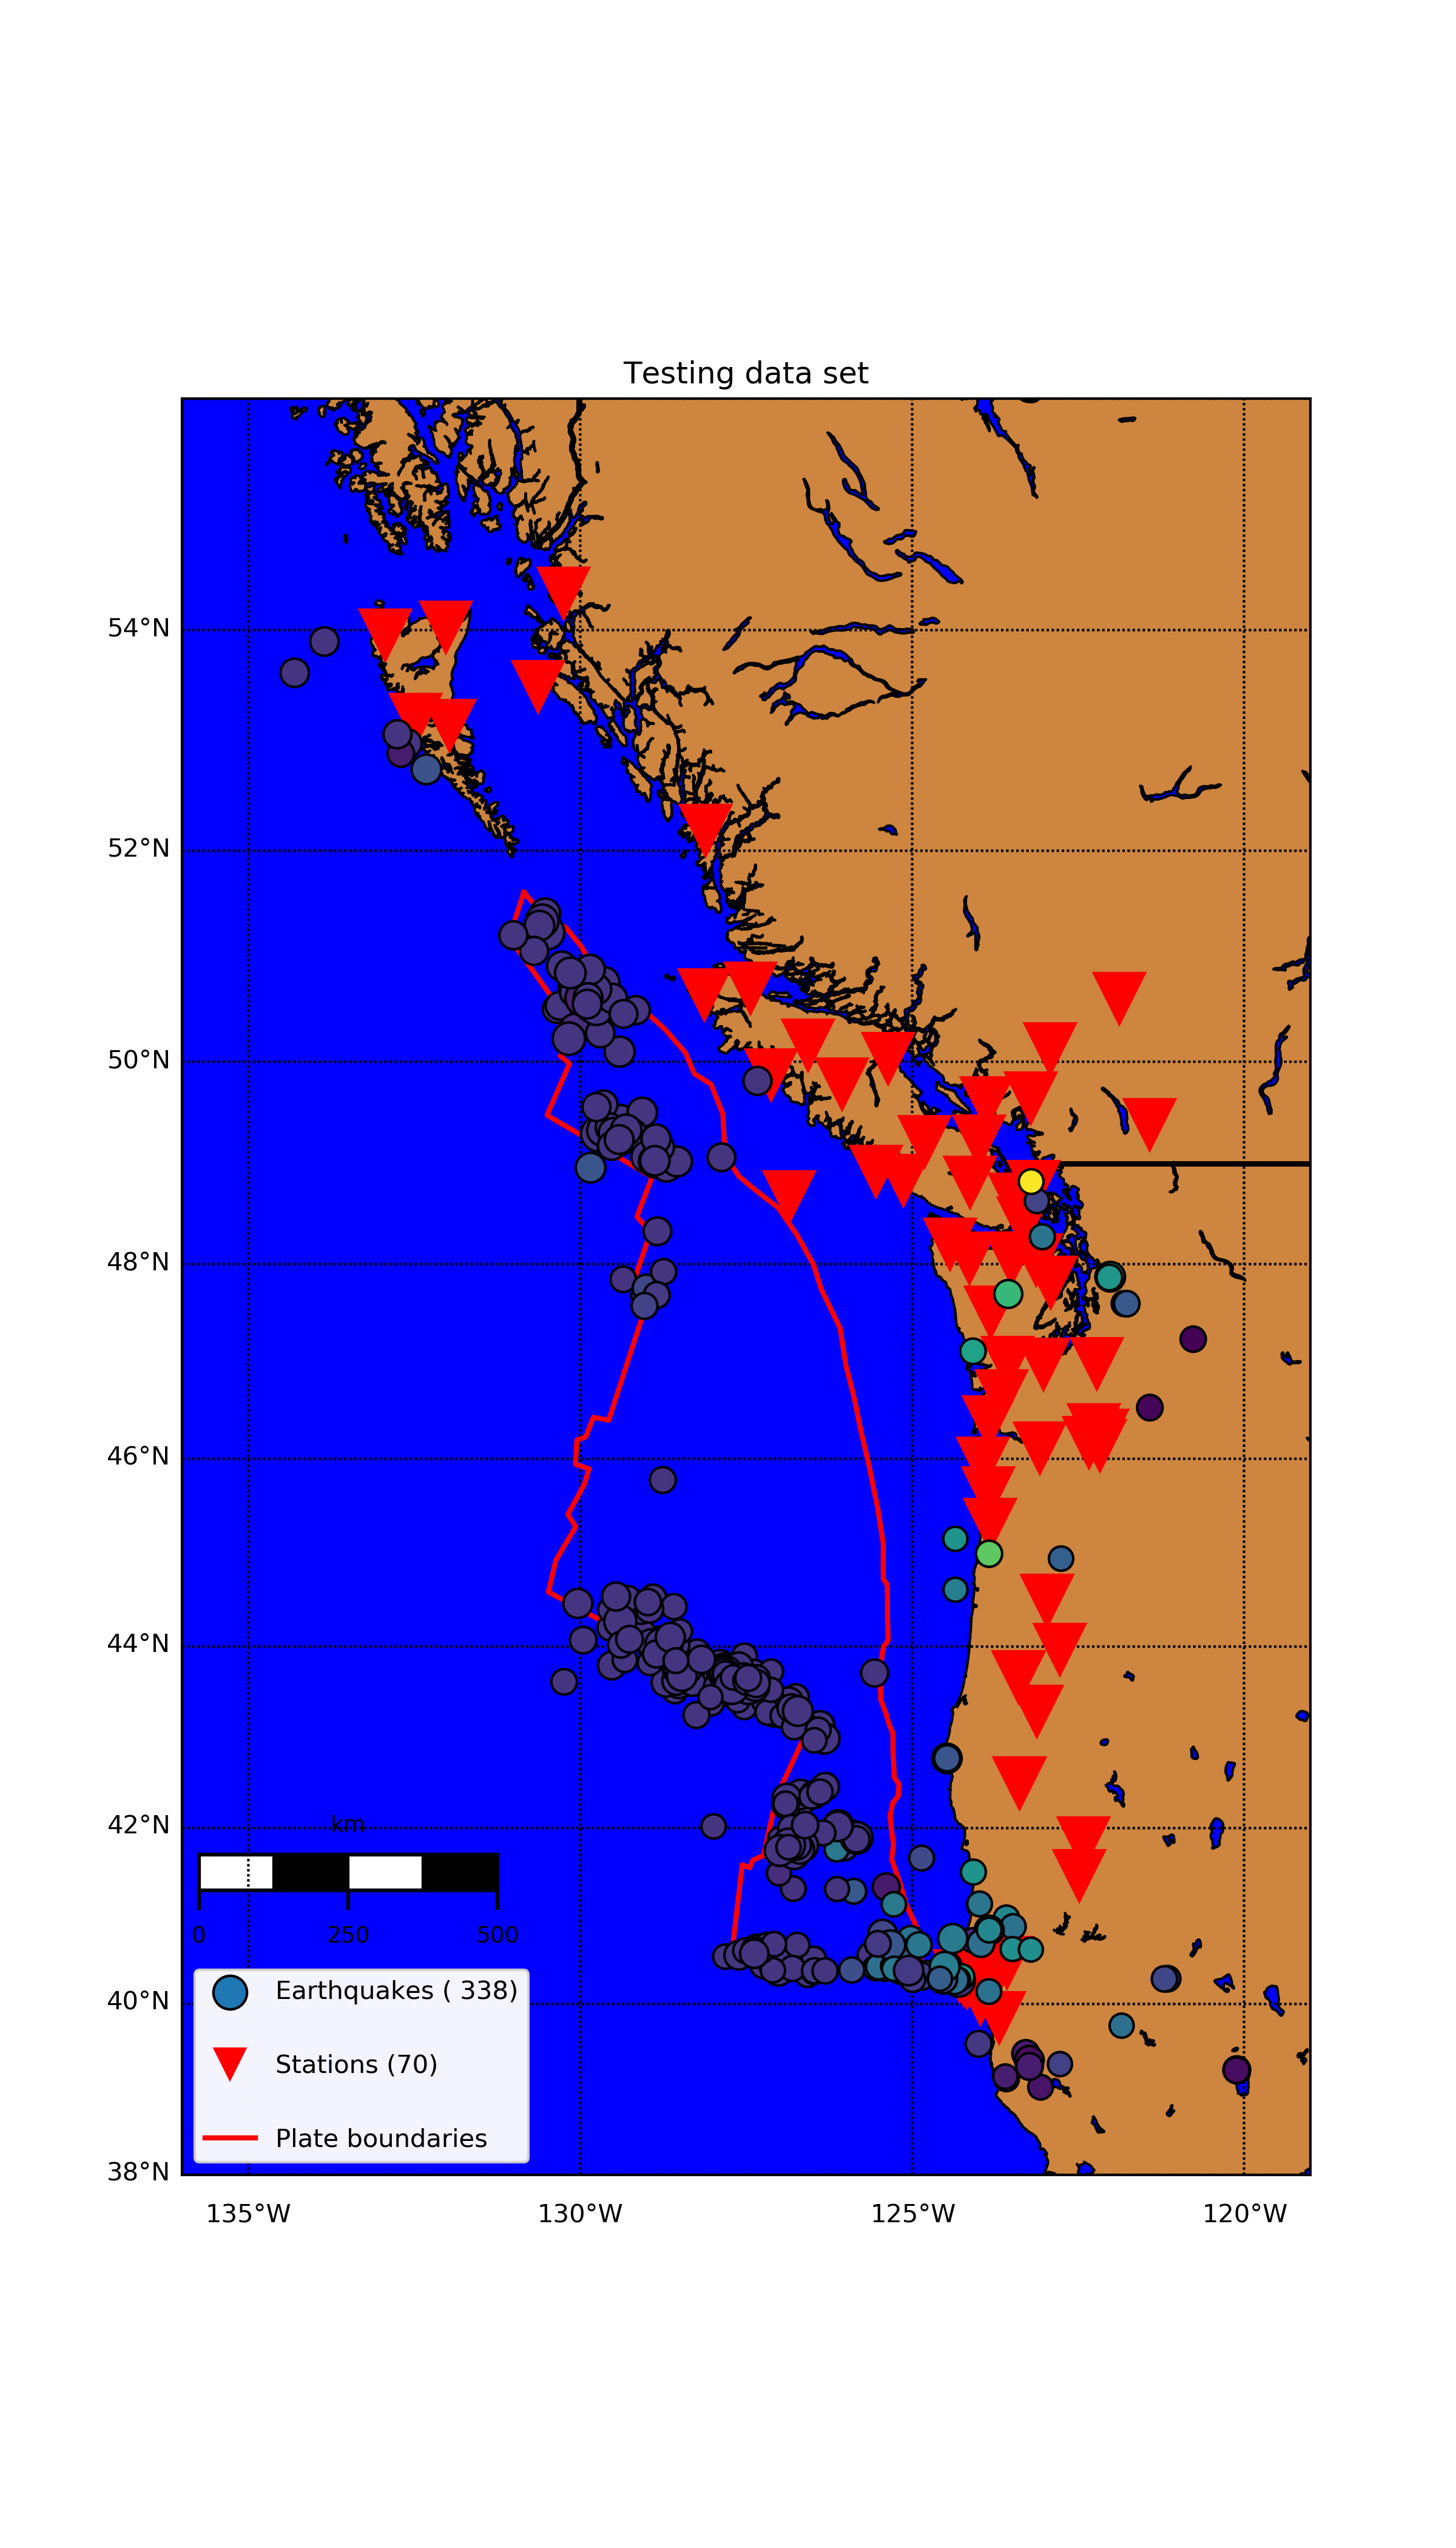 Testing data set
54°N
52°N
50°N
48°N
46°N
44°N
42°N
40°N
38°N
km
0 250 500
Earthquakes ( 338)
Stations (70)
Plate boundaries
135°W 130°W 125°W 120°W